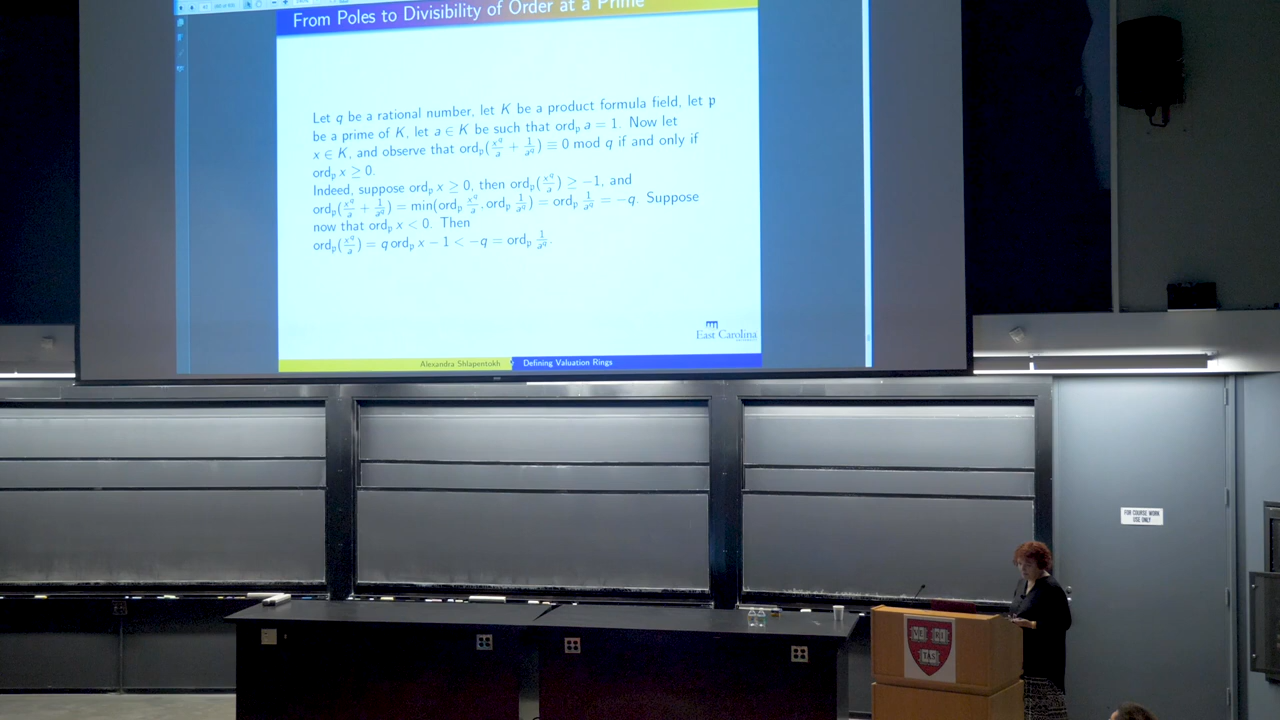 From Poles to Divisibility of Order at a Prime
Let q be a rational number, let K be a product formula field, let 𝔭
be a prime of K, let a ∈ K be such that ord_𝔭 a = 1. Now let
x ∈ K, and observe that ord_𝔭(x^q/a + 1/a^q) ≡ 0 mod q if and only if
ord_𝔭 x ≥ 0.
Indeed, suppose ord_𝔭 x ≥ 0, then ord_𝔭(x^q/a) ≥ −1, and
ord_𝔭(x^q/a + 1/a^q) = min(ord_𝔭 x^q/a, ord_𝔭 1/a^q) = ord_𝔭 1/a^q = −q. Suppose
now that ord_𝔭 x < 0. Then
ord_𝔭(x^q/a) = q ord_𝔭 x − 1 < −q = ord_𝔭 1/a^q.
East Carolina
Alexandra Shlapentokh
Defining Valuation Rings
FOR COURSE WORK
USE ONLY